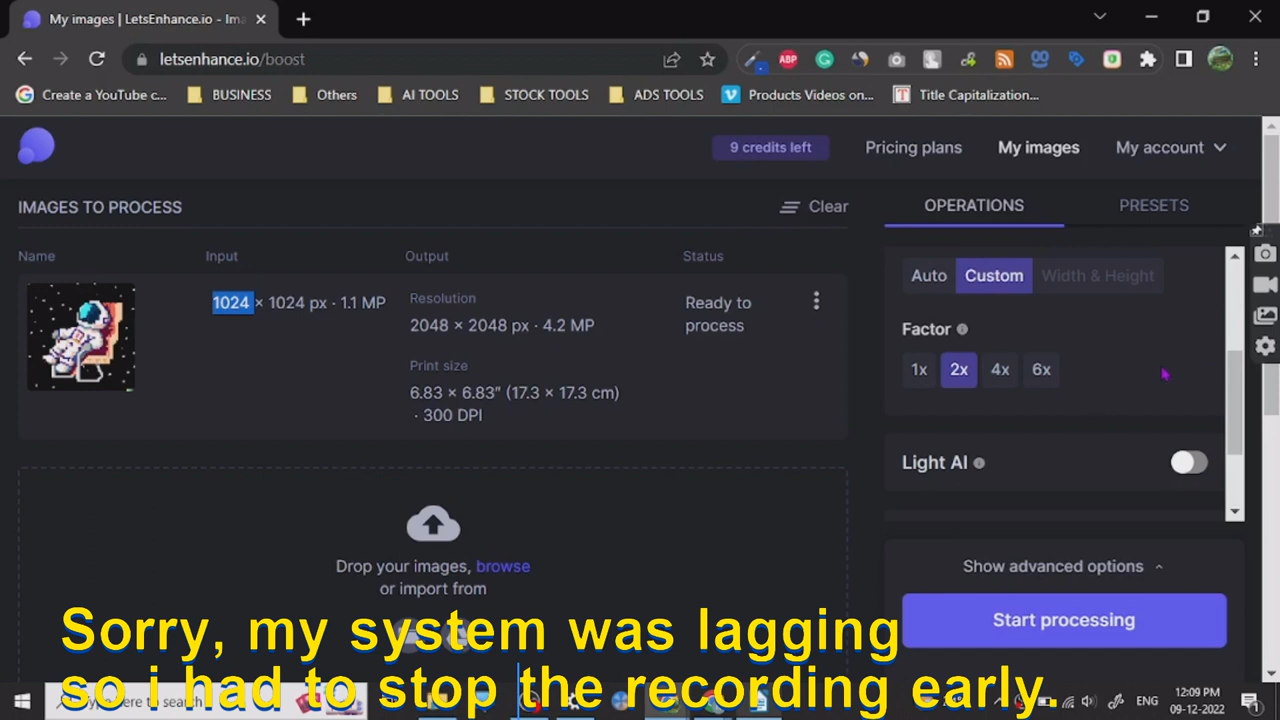 My images | LetsEnhance.io - Ima
letsenhance.io/boost
ABP
Create a YouTube c...
BUSINESS
Others
AI TOOLS
STOCK TOOLS
ADS TOOLS
Products Videos on...
Title Capitalization...
9 credits left
Pricing plans
My images
My account
IMAGES TO PROCESS
Clear
OPERATIONS
PRESETS
Name
Input
Output
Status
1024 × 1024 px · 1.1 MP
Resolution
2048 × 2048 px · 4.2 MP
Print size
6.83 × 6.83″ (17.3 × 17.3 cm)
· 300 DPI
Ready to
process
Auto
Custom
Width & Height
Factor
1x
2x
4x
6x
Light AI
Drop your images, browse
or import from
Show advanced options
Start processing
Sorry, my system was lagging
so i had to stop the recording early.
to search
ENG
12:09 PM
09-12-2022